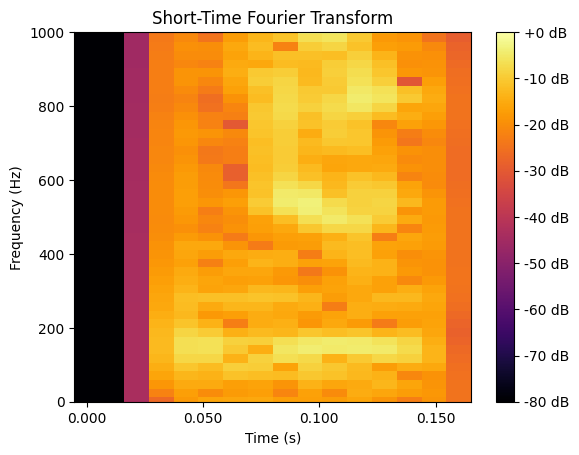 Short-Time Fourier Transform
1000
800
600
400
200
0
Frequency (Hz)
0.000
0.050
0.100
0.150
Time (s)
+0 dB
-10 dB
-20 dB
-30 dB
-40 dB
-50 dB
-60 dB
-70 dB
-80 dB